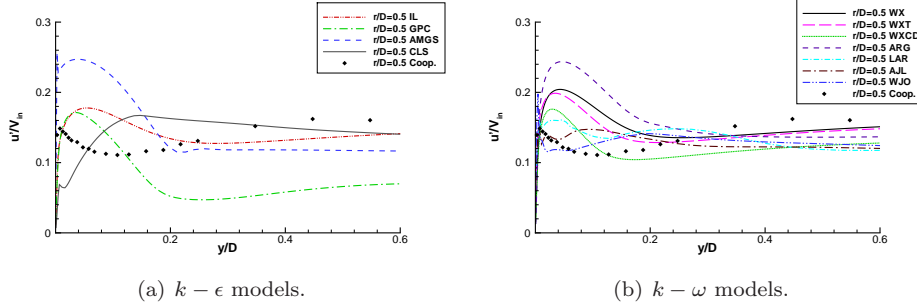 0.3
0.2
0.1
0
u'/V_in
0.2
0.4
0.6
y/D
r/D=0.5 IL
r/D=0.5 GPC
r/D=0.5 AMGS
r/D=0.5 CLS
r/D=0.5 Coop.
(a) k − ϵ models.
0.3
0.2
0.1
0
u'/V_in
0.2
0.4
0.6
y/D
r/D=0.5 WX
r/D=0.5 WXT
r/D=0.5 WXCD
r/D=0.5 ARG
r/D=0.5 LAR
r/D=0.5 AJL
r/D=0.5 WJO
r/D=0.5 Coop.
(b) k − ω models.